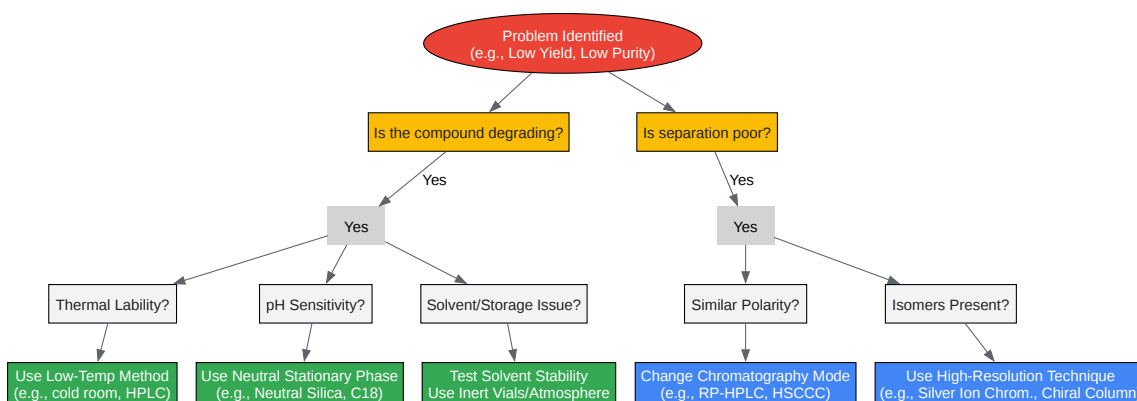 Problem Identified
(e.g., Low Yield, Low Purity)
Is the compound degrading?
Is separation poor?
Yes
Yes
Yes
Yes
Thermal Lability?
pH Sensitivity?
Solvent/Storage Issue?
Similar Polarity?
Isomers Present?
Use Low-Temp Method
(e.g., cold room, HPLC)
Use Neutral Stationary Phase
(e.g., Neutral Silica, C18)
Test Solvent Stability
Use Inert Vials/Atmosphere
Change Chromatography Mode
(e.g., RP-HPLC, HSCCC)
Use High-Resolution Technique
(e.g., Silver Ion Chrom., Chiral Column)